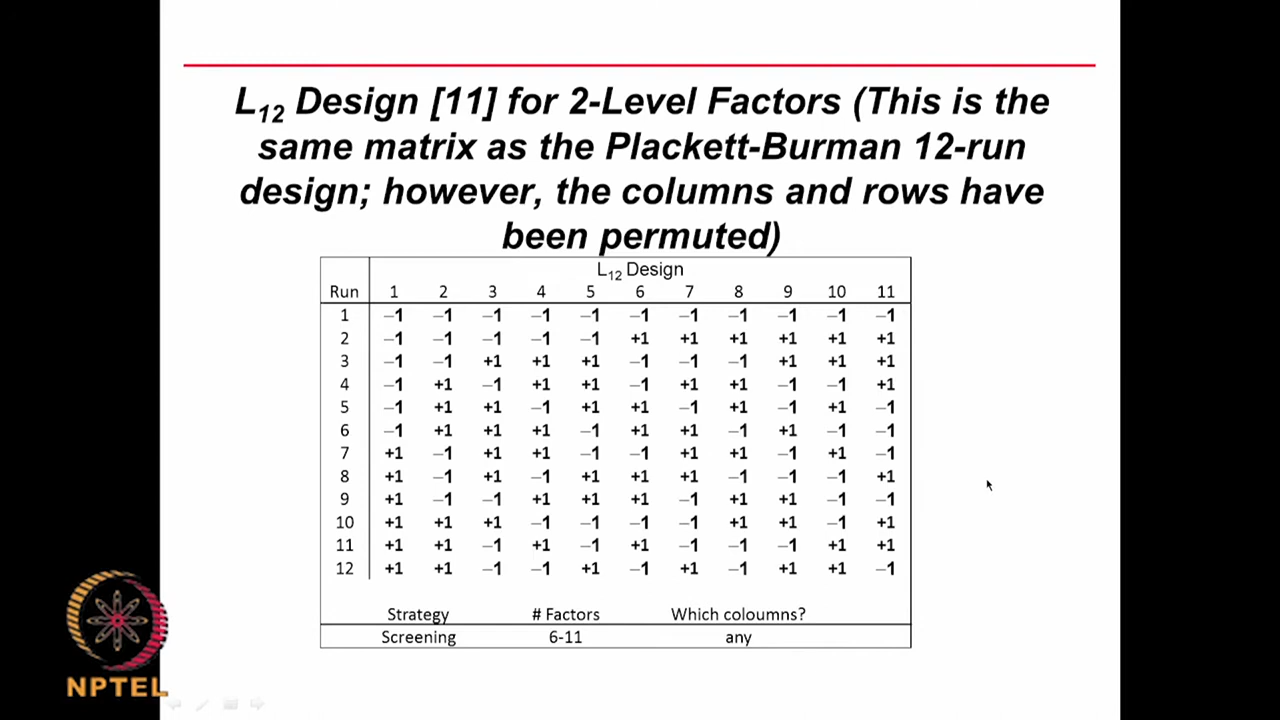 L12 Design [11] for 2-Level Factors (This is the
same matrix as the Plackett-Burman 12-run
design; however, the columns and rows have
been permuted)
L12 Design
Run 1 2 3 4 5 6 7 8 9 10 11
1 –1 –1 –1 –1 –1 –1 –1 –1 –1 –1 –1
2 –1 –1 –1 –1 –1 +1 +1 +1 +1 +1 +1
3 –1 –1 +1 +1 +1 –1 –1 –1 +1 +1 +1
4 –1 +1 –1 +1 +1 –1 +1 +1 –1 –1 +1
5 –1 +1 +1 –1 +1 +1 –1 +1 –1 +1 –1
6 –1 +1 +1 +1 –1 +1 +1 –1 +1 –1 –1
7 +1 –1 +1 +1 –1 –1 +1 +1 –1 +1 –1
8 +1 –1 +1 –1 +1 +1 +1 –1 –1 –1 +1
9 +1 –1 –1 +1 +1 +1 –1 +1 +1 –1 –1
10 +1 +1 +1 –1 –1 –1 –1 +1 +1 –1 +1
11 +1 +1 –1 +1 –1 +1 –1 –1 –1 +1 +1
12 +1 +1 –1 –1 +1 –1 +1 –1 +1 +1 –1
Strategy # Factors Which coloumns?
Screening 6-11 any
NPTEL